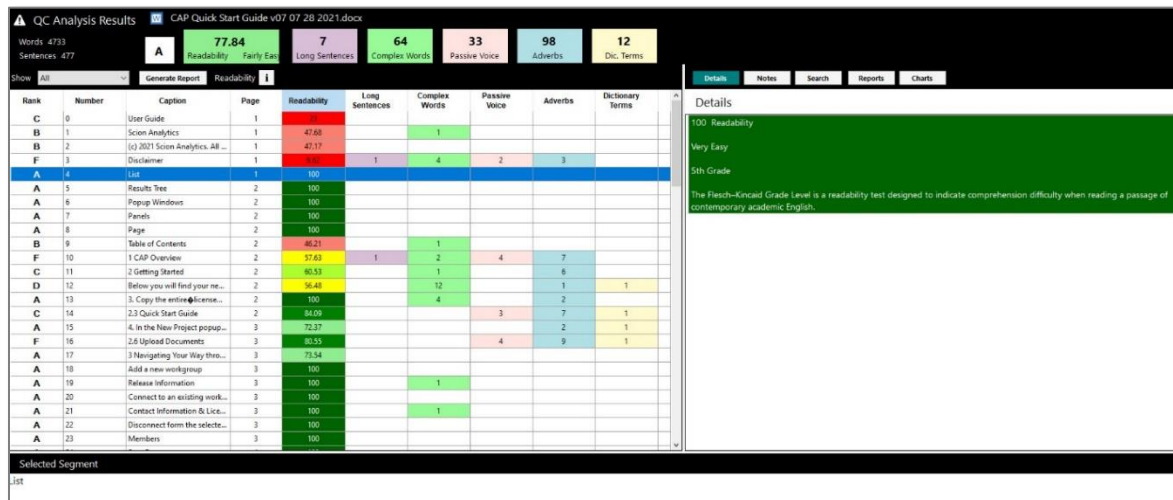 QC Analysis Results W CAP Quick Start Guide v07 07 28 2021.docx
Words 4733
Sentences 477
A
77.84
Readability Fairly Eas
7
Long Sentences
64
Complex Words
33
Passive Voice
98
Adverbs
12
Dic. Terms
Show All Generate Report Readability i
Details Notes Search Reports Charts
Rank Number Caption Page Readability Long Sentences Complex Words Passive Voice Adverbs Dictionary Terms
C 0 User Guide 1
B 1 Scion Analytics 1 47.68 1
B 2 (c) 2021 Scion Analytics. All ... 1 47.17
F 3 Disclaimer 1 1 4 2 3
A 4 List 1 100
A 5 Results Tree 2 100
A 6 Popup Windows 2 100
A 7 Panels 2 100
A 8 Page 2 100
B 9 Table of Contents 2 46.21 1
F 10 1 CAP Overview 2 57.63 1 2 4 7
C 11 2 Getting Started 2 60.53 1 6
D 12 Below you will find your ne... 2 56.48 12 1 1
A 13 3. Copy the entire�license... 2 100 4 2
C 14 2.3 Quick Start Guide 2 84.09 3 7 1
A 15 4. In the New Project popup... 3 72.37 2 1
F 16 2.6 Upload Documents 3 80.55 4 9 1
A 17 3 Navigating Your Way thro... 3 73.54
A 18 Add a new workgroup 3 100
A 19 Release Information 3 100 1
A 20 Connect to an existing work... 3 100
A 21 Contact Information & Lice... 3 100 1
A 22 Disconnect form the selecte... 3 100
A 23 Members 3 100
Details
100 Readability
Very Easy
5th Grade
The Flesch–Kincaid Grade Level is a readability test designed to indicate comprehension difficulty when reading a passage of
contemporary academic English.
Selected Segment
List